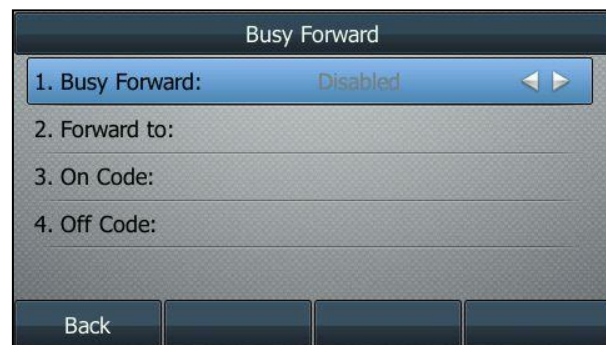 Busy Forward
1. Busy Forward: Disabled
2. Forward to:
3. On Code:
4. Off Code:
Back